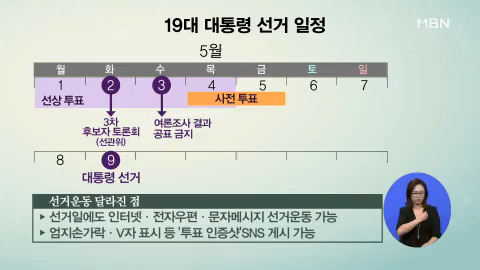 19대 대통령 선거 일정
MBN
5월
월 화 수 목 금 토 일
1 2 3 4 5 6 7
선상 투표
사전 투표
3차
후보자 토론회
(선관위)
여론조사 결과
공표 금지
8 9
대통령 선거
선거운동 달라진 점
▶ 선거일에도 인터넷·전자우편·문자메시지 선거운동 가능
▶ 엄지손가락·V자 표시 등 '투표 인증샷'SNS 게시 가능